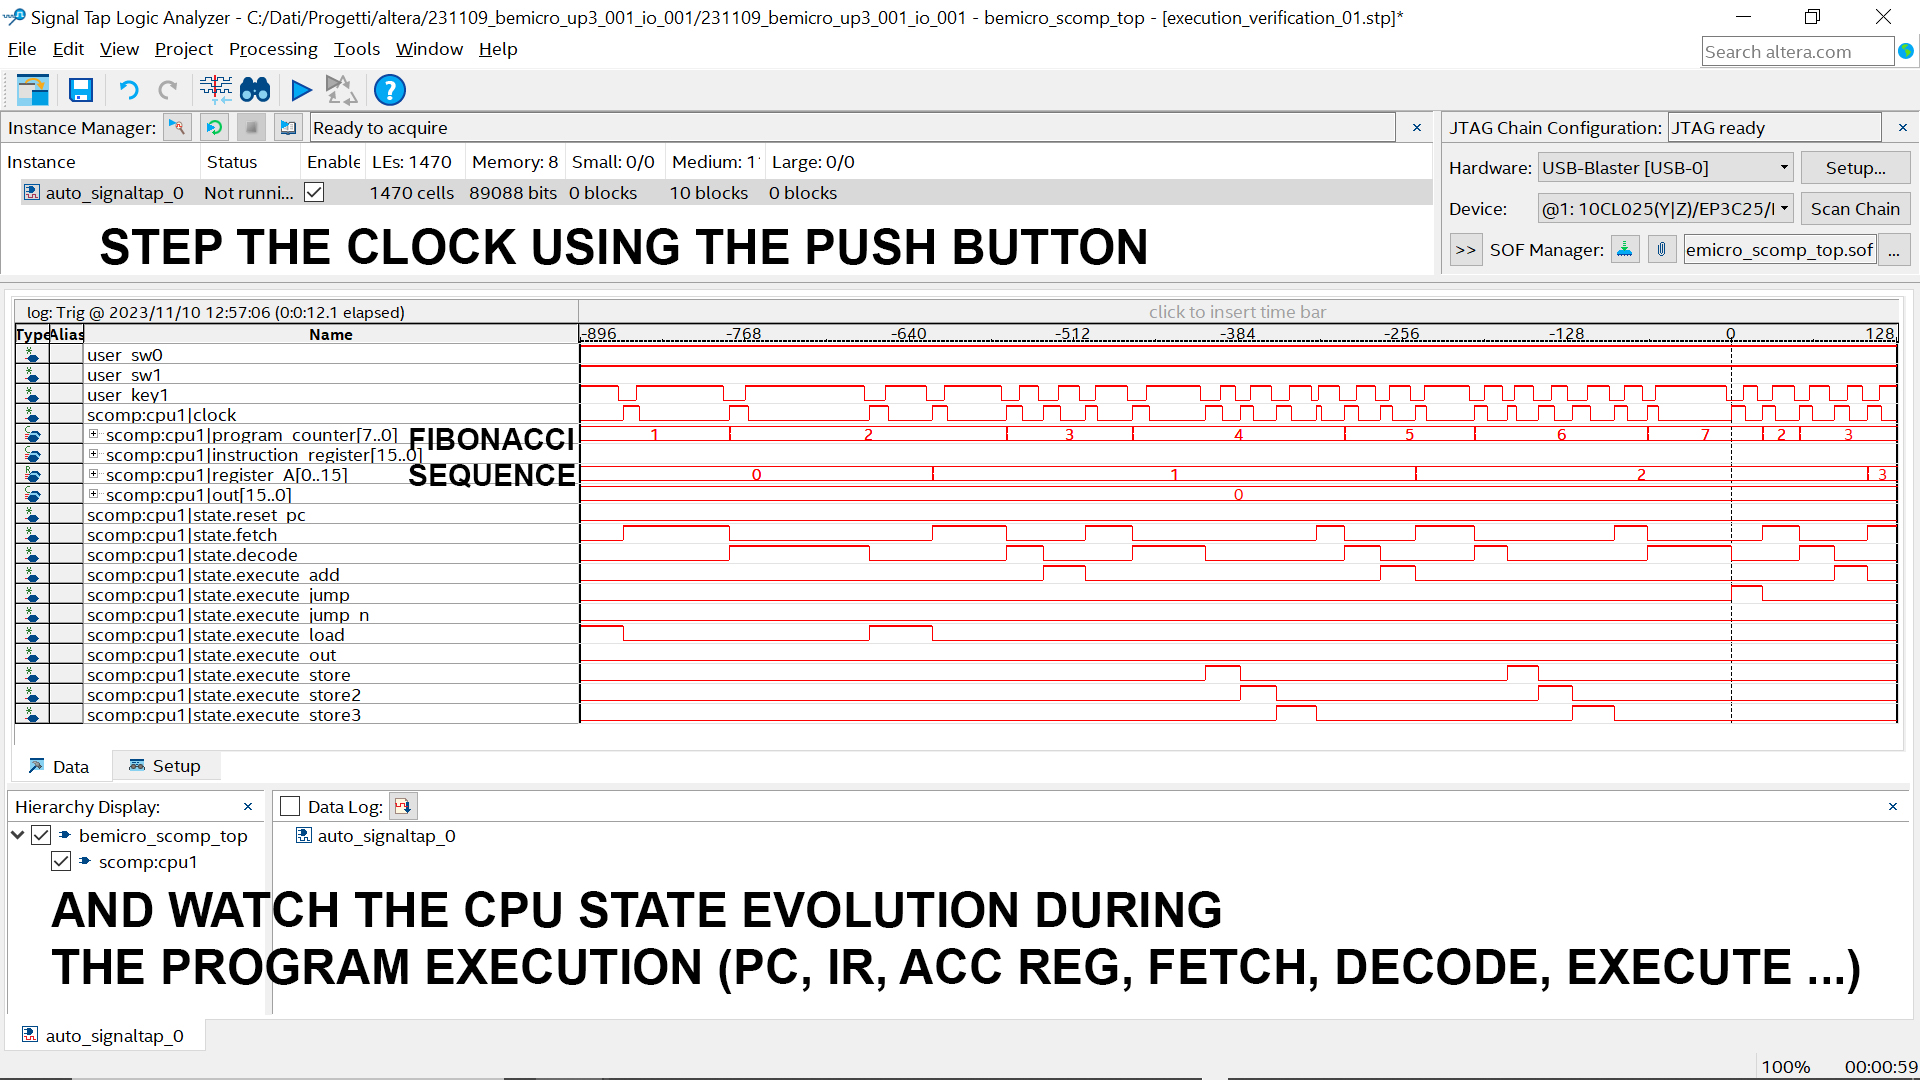 Signal Tap Logic Analyzer - C:/Dati/Progetti/altera/231109_bemicro_up3_001_io_001/231109_bemicro_up3_001_io_001 - bemicro_scomp_top - [execution_verification_01.stp]*
File Edit View Project Processing Tools Window Help
Search altera.com
Instance Manager: Ready to acquire
JTAG Chain Configuration: JTAG ready
Instance Status Enable LEs: 1470 Memory: 8 Small: 0/0 Medium: 1 Large: 0/0
auto_signaltap_0 Not runni... 1470 cells 89088 bits 0 blocks 10 blocks 0 blocks
Hardware: USB-Blaster [USB-0] Setup...
Device: @1: 10CL025(Y|Z)/EP3C25/ Scan Chain
>> SOF Manager: emicro_scomp_top.sof ...
STEP THE CLOCK USING THE PUSH BUTTON
log: Trig @ 2023/11/10 12:57:06 (0:0:12.1 elapsed) click to insert time bar
Type Alias Name -896 -768 -640 -512 -384 -256 -128 0 128
user_sw0
user_sw1
user_key1
scomp:cpu1|clock
scomp:cpu1|program_counter[7..0] 1 2 3 4 5 6 7 2 3
scomp:cpu1|instruction_register[15..0]
scomp:cpu1|register_A[0..15] 0 1 2 3
scomp:cpu1|out[15..0] 0
FIBONACCI
SEQUENCE
scomp:cpu1|state.reset_pc
scomp:cpu1|state.fetch
scomp:cpu1|state.decode
scomp:cpu1|state.execute_add
scomp:cpu1|state.execute_jump
scomp:cpu1|state.execute_jump_n
scomp:cpu1|state.execute_load
scomp:cpu1|state.execute_out
scomp:cpu1|state.execute_store
scomp:cpu1|state.execute_store2
scomp:cpu1|state.execute_store3
Data Setup
Hierarchy Display:
bemicro_scomp_top
scomp:cpu1
Data Log:
auto_signaltap_0
AND WATCH THE CPU STATE EVOLUTION DURING
THE PROGRAM EXECUTION (PC, IR, ACC REG, FETCH, DECODE, EXECUTE ...)
auto_signaltap_0
100% 00:00:59